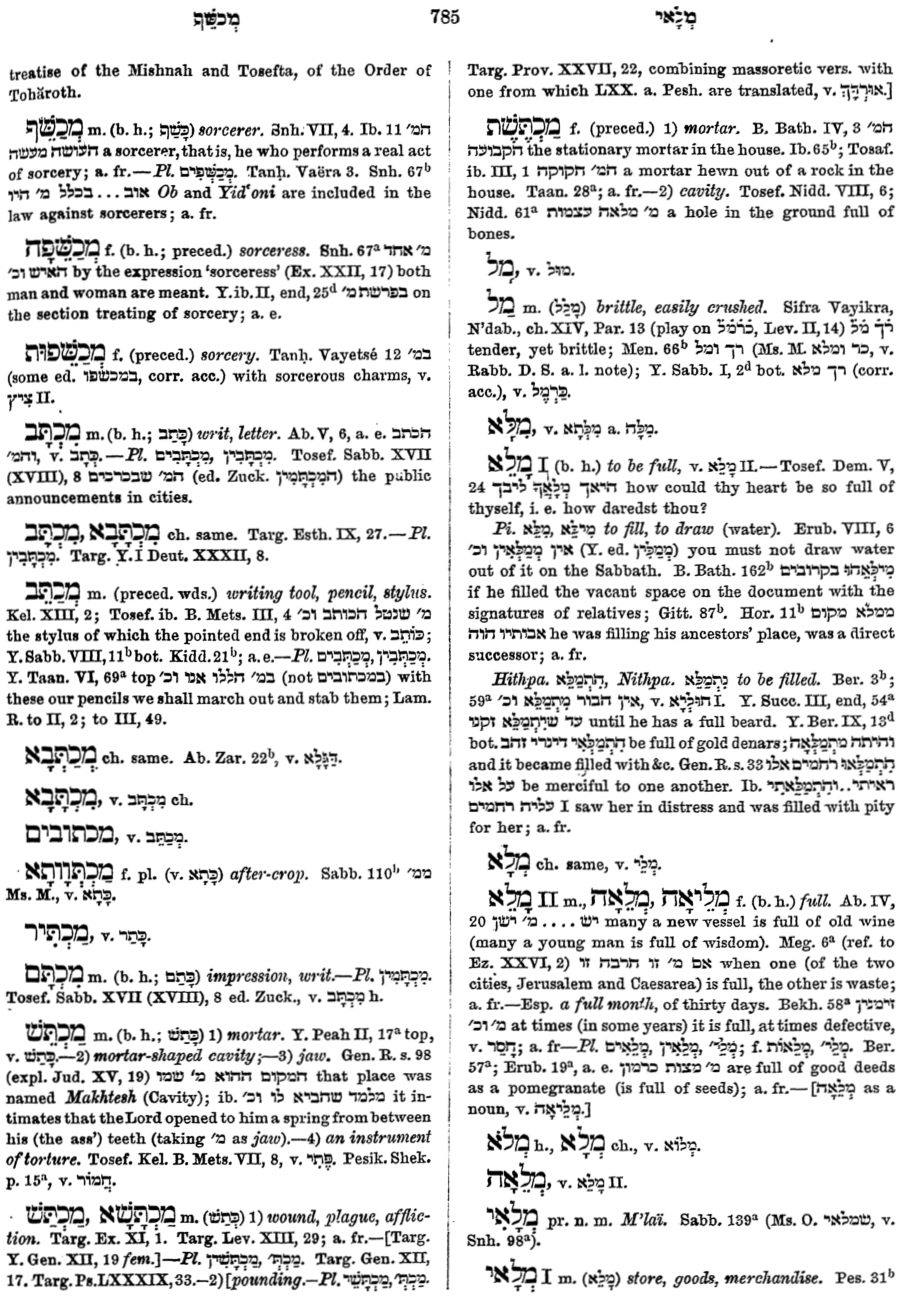 מְכַשֵּׁף 785 מְלָאִי
treatise of the Mishnah and Tosefta, of the Order of
Tohăroth.
מְכַשֵּׁף m. (b. h.; כָּשַׁף) sorcerer. Snh. VII, 4. Ib. 11 המ׳
העושה מעשה a sorcerer, that is, he who performs a real act
of sorcery; a. fr.—Pl. מְכַשְּׁפִים. Tanḥ. Vaëra 3. Snh. 67ᵇ
אוב ... בכלל מ׳ היו Ob and Yid‘oni are included in the
law against sorcerers; a. fr.
מְכַשֵּׁפָה f. (b. h.; preced.) sorceress. Snh. 67ᵃ מ׳ אחד
האיש וכ׳ by the expression ‘sorceress’ (Ex. XXII, 17) both
man and woman are meant. Y. ib. II, end, 25ᵈ בפרשת מ׳ on
the section treating of sorcery; a. e.
מְכַשֵּׁפוּת f. (preced.) sorcery. Tanḥ. Vayetsé 12 במ׳
(some ed. במכשפו, corr. acc.) with sorcerous charms, v.
צִיץ II.
מִכְתָּב m. (b. h.; כָּתַב) writ, letter. Ab. V, 6, a. e. הכתב
והמ׳, v. כְּתָב.—Pl. מִכְתָּבִים, מִכְתָּבִין. Tosef. Sabb. XVII
(XVIII), 8 המ׳ שבכרכים (ed. Zuck. המִכְתָּמִין) the public
announcements in cities.
מִכְתָּב, מִכְתָּבָא ch. same. Targ. Esth. IX, 27.—Pl.
מִכְתָּבִין. Targ. Y. I Deut. XXXII, 8.
מַכְתֵּב m. (preced. wds.) writing tool, pencil, stylus.
Kel. XIII, 2; Tosef. ib. B. Mets. III, 4 מ׳ שנטל הכותב וכ׳
the stylus of which the pointed end is broken off, v. כּוֹתֵב;
Y. Sabb. VIII, 11ᵇ bot. Kidd. 21ᵇ; a. e.—Pl. מַכְתְּבִים, מַכְתְּבִין.
Y. Taan. VI, 69ᵃ top במ׳ הללו אנו וכ׳ (not במכתובים) with
these our pencils we shall march out and stab them; Lam.
R. to II, 2; to III, 49.
מַכְתְּבָא ch. same. Ab. Zar. 22ᵇ, v. דַּגְלָא.
מִכְתָּבָא, v. מִכְתָּב ch.
מכתובים, v. מַכְתֵּב.
מַכְתְּוָותָא f. pl. (v. כַּתָּא) after-crop. Sabb. 110ᵇ ממ׳
Ms. M., v. כַּתָּא.
מַכְתִּיר, v. כָּתַר.
מִכְתָּם m. (b. h.; כָּתַם) impression, writ.—Pl. מִכְתָּמִין.
Tosef. Sabb. XVII (XVIII), 8 ed. Zuck., v. מִכְתָּב h.
מַכְתֵּשׁ m. (b. h.; כָּתַשׁ) 1) mortar. Y. Peah II, 17ᵃ top,
v. כָּתַשׁ.—2) mortar-shaped cavity;—3) jaw. Gen. R. s. 98
(expl. Jud. XV, 19) המקום ההוא מ׳ שמו that place was
named Makhtesh (Cavity); ib. מלמד שהביא לו וכ׳ it in-
timates that the Lord opened to him a spring from between
his (the ass’) teeth (taking מ׳ as jaw).—4) an instrument
of torture. Tosef. Kel. B. Mets. VII, 8, v. Pesik. Shek.
p. 15ᵃ, v. חֲמוֹר.
מַכְתַּשׁ, מַכְתָּשָׁא m. (כְּתַשׁ) 1) wound, plague, afflic-
tion. Targ. Ex. XI, 1. Targ. Lev. XIII, 29; a. fr.—[Targ.
Y. Gen. XII, 19 fem.]—Pl. מַכְתָּשִׁין, מַכְתְּ׳. Targ. Gen. XII,
17. Targ. Ps. LXXXIX, 33.—2) [pounding.—Pl. מַכְתָּשֵׁי, מַכְתְּ׳.
Targ. Prov. XXVII, 22, combining massoretic vers. with
one from which LXX. a. Pesh. are translated, v. אוּרְדָּךְ.]
מַכְתֶּשֶׁת f. (preced.) 1) mortar. B. Bath. IV, 3 המ׳
הקבועה the stationary mortar in the house. Ib. 65ᵇ; Tosaf.
ib. III, 1 המ׳ חקוקה a mortar hewn out of a rock in the
house. Taan. 28ᵃ; a. fr.—2) cavity. Tosef. Nidd. VIII, 6;
Nidd. 61ᵃ מ׳ מלאה עצמות a hole in the ground full of
bones.
מָל, v. מוּל.
מַל m. (מָלַל) brittle, easily crushed. Sifra Vayikra,
N’dab., ch. XIV, Par. 13 (play on כַּרְמֶל, Lev. II, 14) רַךְ מַל
tender, yet brittle; Men. 66ᵇ רך ומל (Ms. M. כר ומלא, v.
Rabb. D. S. a. l. note); Y. Sabb. I, 2ᵈ bot. רך מלא (corr.
acc.), v. כַּרְמֶל.
מִלָּא, v. מִלְּתָא a. מִלָּה.
מָלֵא I (b. h.) to be full, v. מָלֵא II.—Tosef. Dem. V,
24 היאך מְלָאֲךָ ליבך how could thy heart be so full of
thyself, i. e. how daredst thou?
Pi. מִילֵּא, מִלֵּא to fill, to draw (water). Erub. VIII, 6
אין מְמַלְּאִין וכ׳ (Y. ed. מְמַלִּין) you must not draw water
out of it on the Sabbath. B. Bath. 162ᵇ מִילְּאֵהוּ בקרובים
if he filled the vacant space on the document with the
signatures of relatives; Gitt. 87ᵇ. Hor. 11ᵇ ממלא מקום
אבותיו היה he was filling his ancestors’ place, was a direct
successor; a. fr.
Hithpa. הִתְמַלֵּא, Nithpa. נִתְמַלֵּא to be filled. Ber. 3ᵇ;
59ᵃ אין הבור מִתְמַלֵּא וכ׳, v. חוּלְיָא I. Y. Succ. III, end, 54ᵃ
עד שיִתְמַלֵּא זקנו until he has a full beard. Y. Ber. IX, 13ᵈ
bot. הִתְמַלְּאִי דינרי זהב be full of gold denars; והיתה מִתְמַלְּאָה
and it became filled with &c. Gen. R. s. 33 הִתְמַלְּאוּ רחמים אלו
על אלו be merciful to one another. Ib. ראיתי..והִתְמַלֵּאתִי
עליה רחמים I saw her in distress and was filled with pity
for her; a. fr.
מְלָא ch. same, v. מְלֵי.
מָלֵא II m., מְלֵאָה, מְלֵיאָה f. (b. h.) full. Ab. IV,
20 יש .... מ׳ ישן many a new vessel is full of old wine
(many a young man is full of wisdom). Meg. 6ᵃ (ref. to
Ez. XXVI, 2) אם מ׳ זו חרבה זו when one (of the two
cities, Jerusalem and Caesarea) is full, the other is waste;
a. fr.—Esp. a full month, of thirty days. Bekh. 58ᵃ זימנין
מ׳ וכ׳ at times (in some years) it is full, at times defective,
v. חָסֵר; a. fr—Pl. מְלֵאִים, מְלֵאִין, מְלֵי׳; f. מְלֵאוֹת, מְלֵי׳. Ber.
57ᵃ; Erub. 19ᵃ, a. e. מ׳ מצות כרמון are full of good deeds
as a pomegranate (is full of seeds); a. fr.—[מְלֵאָה as a
noun, v. מְלֵיאָה.]
מְלֹא h., מְלָא ch., v. מְלוֹא.
מְלֵאָה, v. מָלֵא II.
מְלָאִי pr. n. m. M’laï. Sabb. 139ᵃ (Ms. O. שמלאי, v.
Snh. 98ᵃ).
מְלָאִי I m. (מָלֵא) store, goods, merchandise. Pes. 31ᵇ